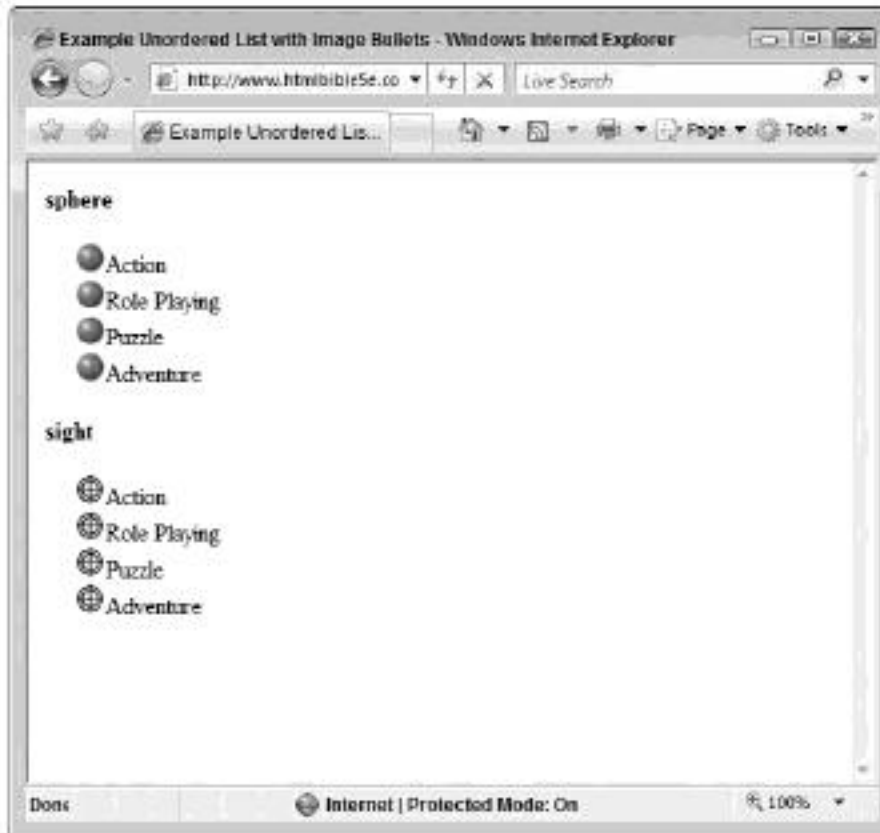 Example Unordered List with Image Bullets - Windows Internet Explorer
http://www.htmlbible5e.co Live Search
Example Unordered Lis... Page Tools
sphere
Action
Role Playing
Puzzle
Adventure
sight
Action
Role Playing
Puzzle
Adventure
Done Internet | Protected Mode: On 100%